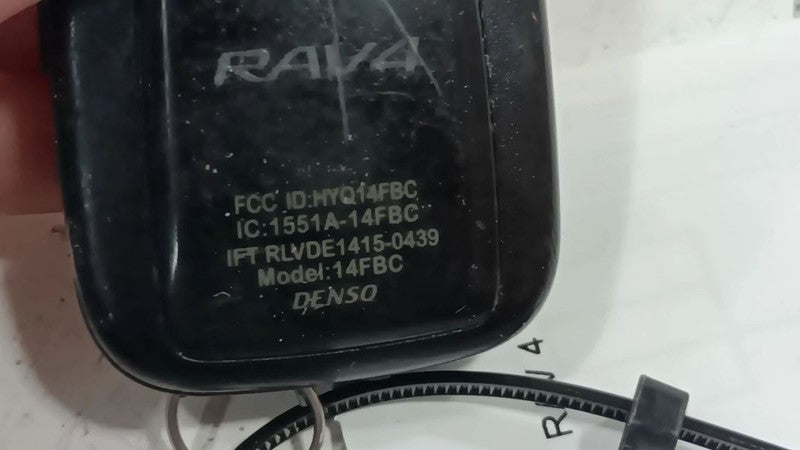 RAV4
FCC ID:HYQ14FBC
IC:1551A-14FBC
IFT RLVDE1415-0439
Model:14FBC
DENSO